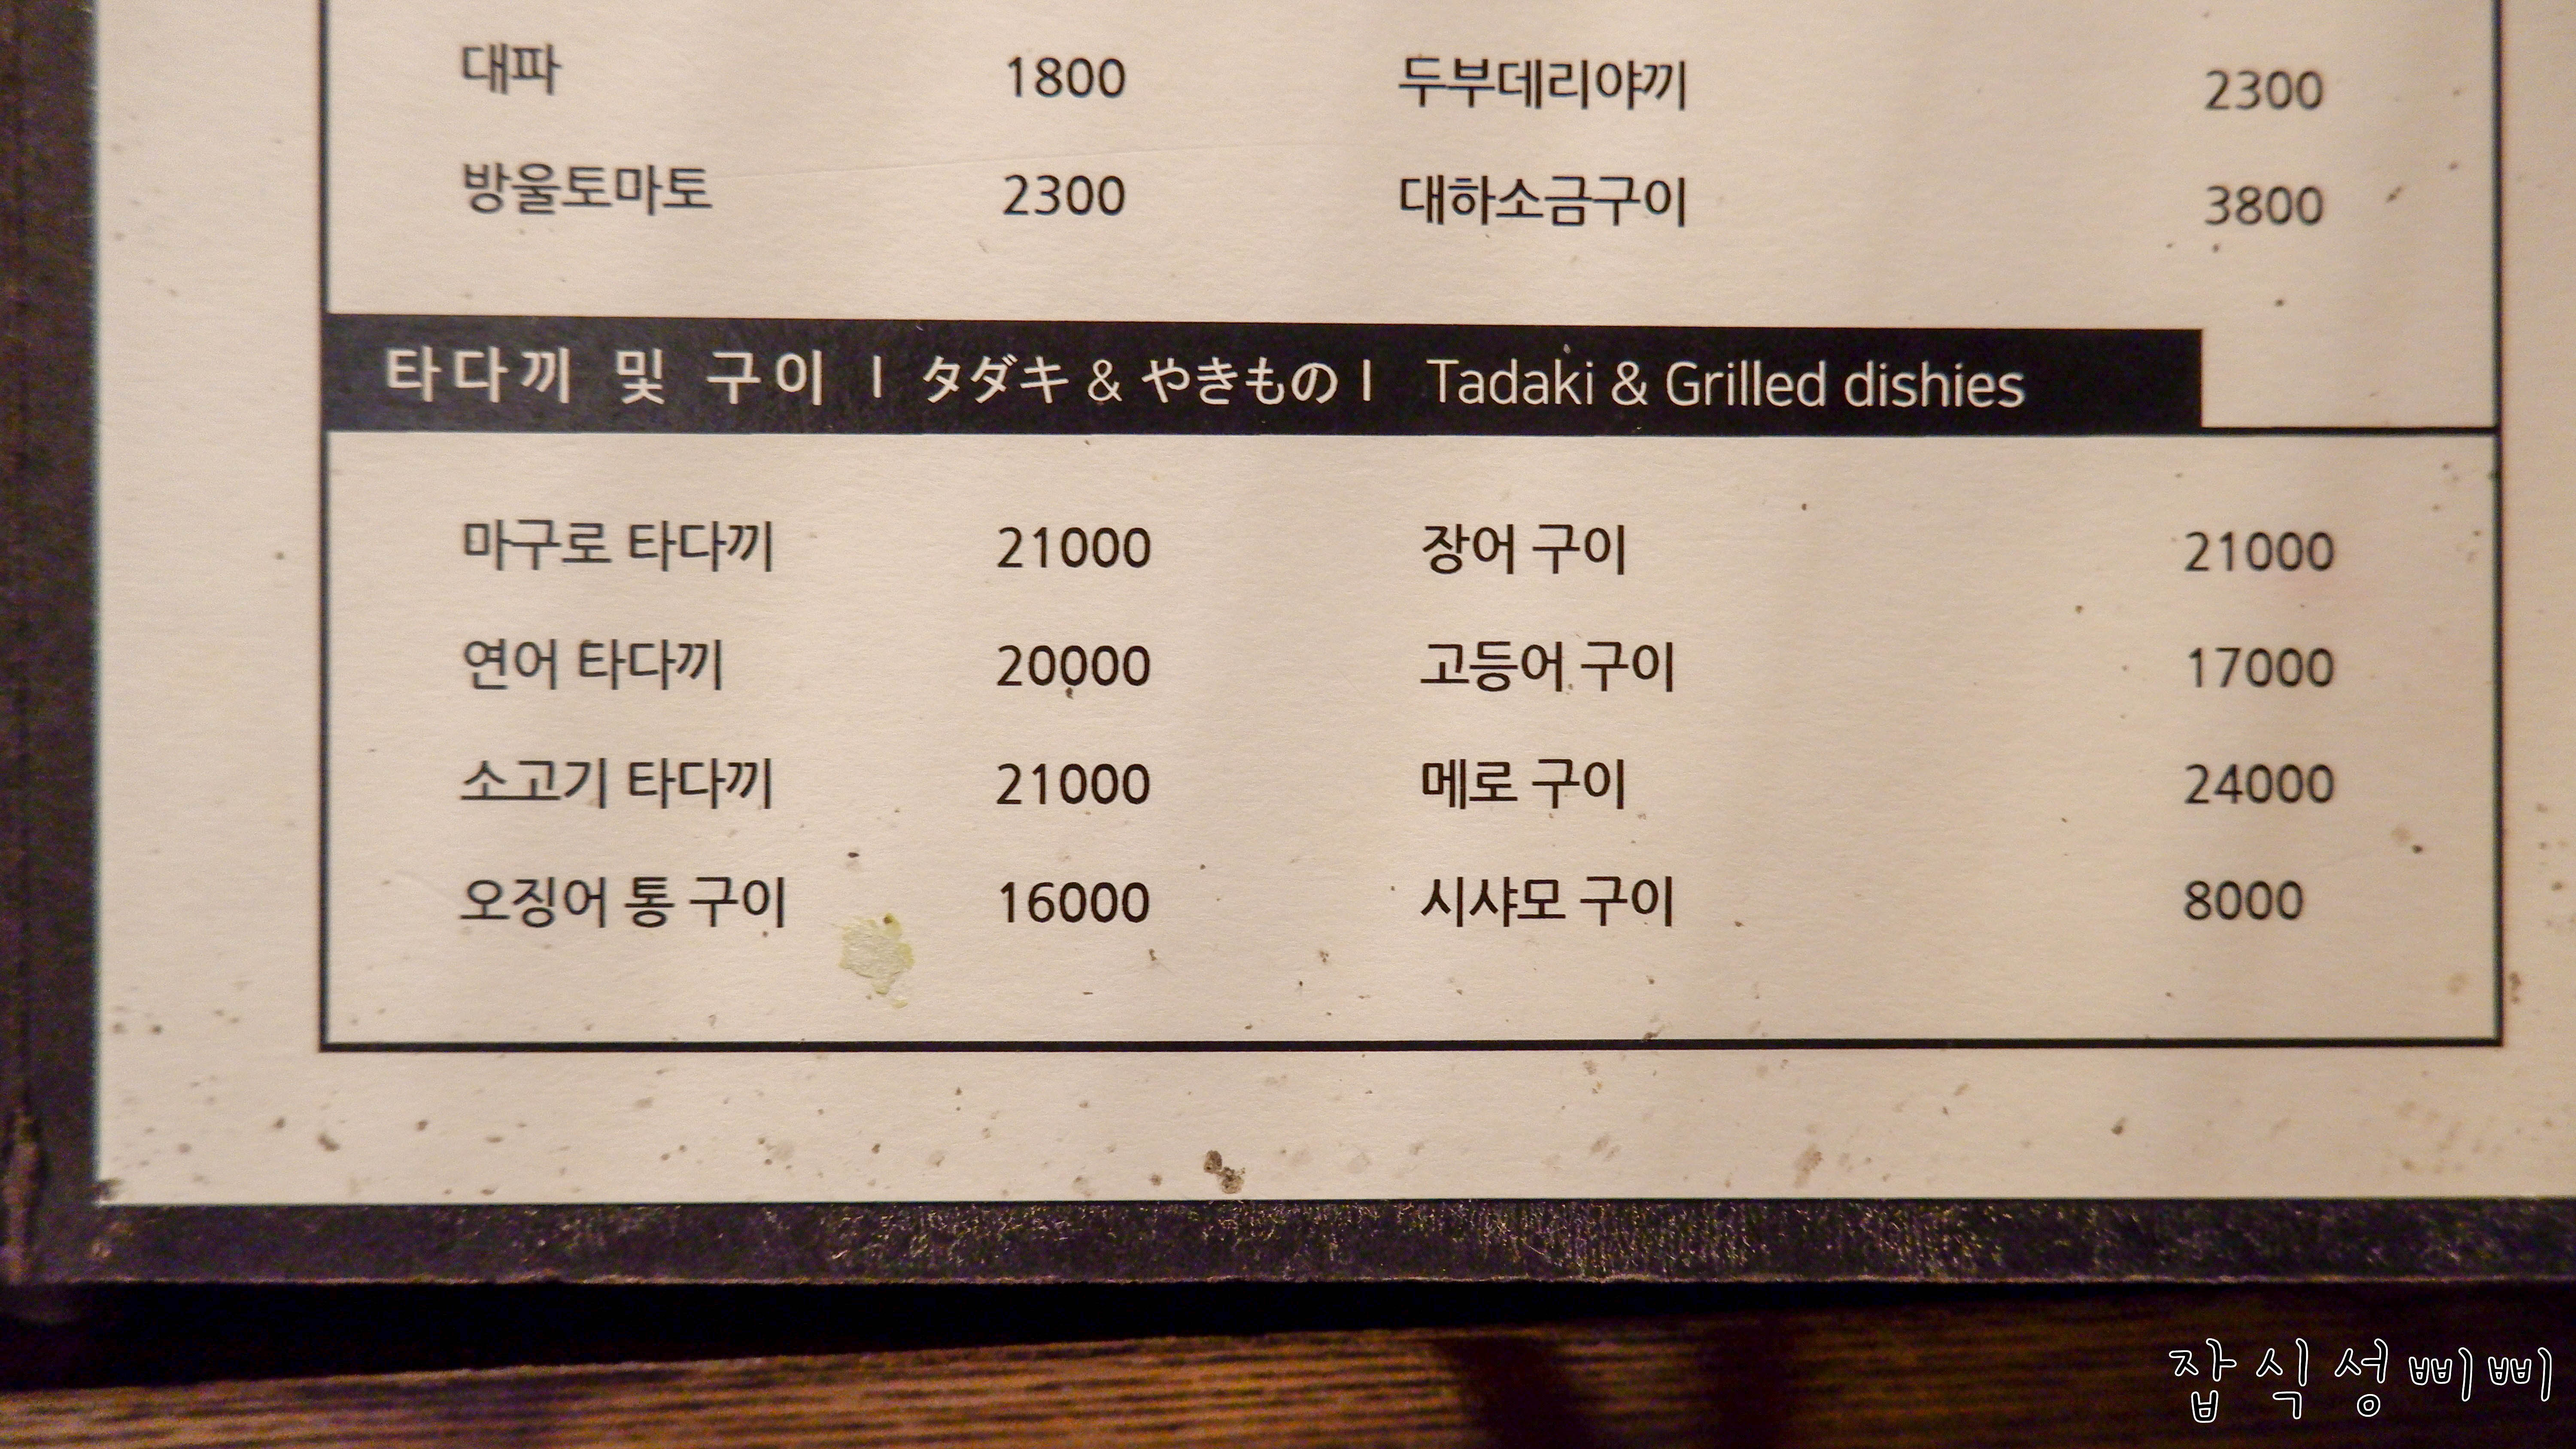 대파 1800 두부데리야끼 2300
방울토마토 2300 대하소금구이 3800
타다끼 및 구이 I タダキ & やきもの I Tadaki & Grilled dishies
마구로 타다끼 21000 장어 구이 21000
연어 타다끼 20000 고등어 구이 17000
소고기 타다끼 21000 메로 구이 24000
오징어 통 구이 16000 시샤모 구이 8000
잡식성삐삐